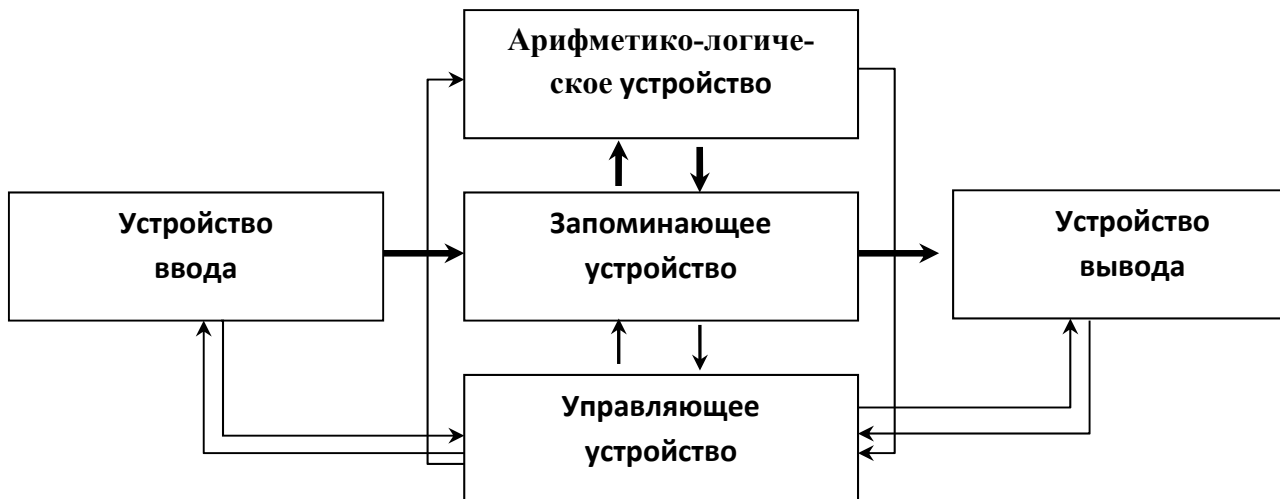 Арифметико-логиче-
ское устройство
Устройство
ввода
Запоминающее
устройство
Устройство
вывода
Управляющее
устройство